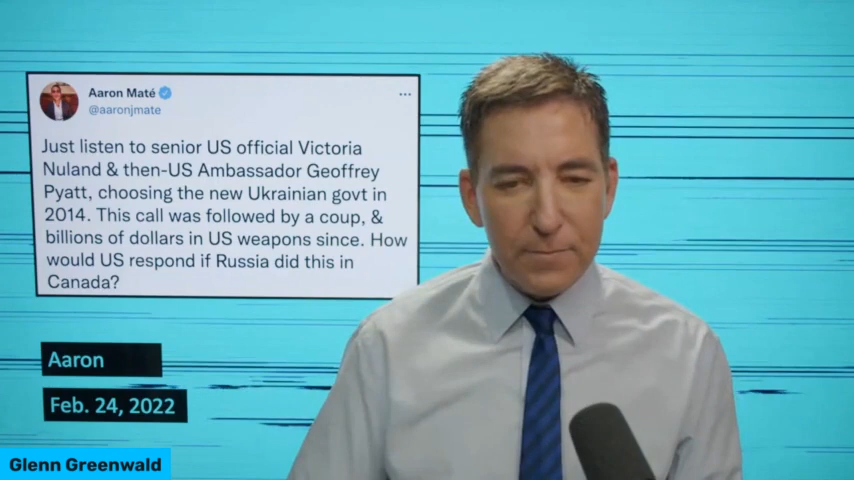 Aaron Maté
@aaronjmate
Just listen to senior US official Victoria
Nuland & then-US Ambassador Geoffrey
Pyatt, choosing the new Ukrainian govt in
2014. This call was followed by a coup, &
billions of dollars in US weapons since. How
would US respond if Russia did this in
Canada?
Aaron
Feb. 24, 2022
Glenn Greenwald